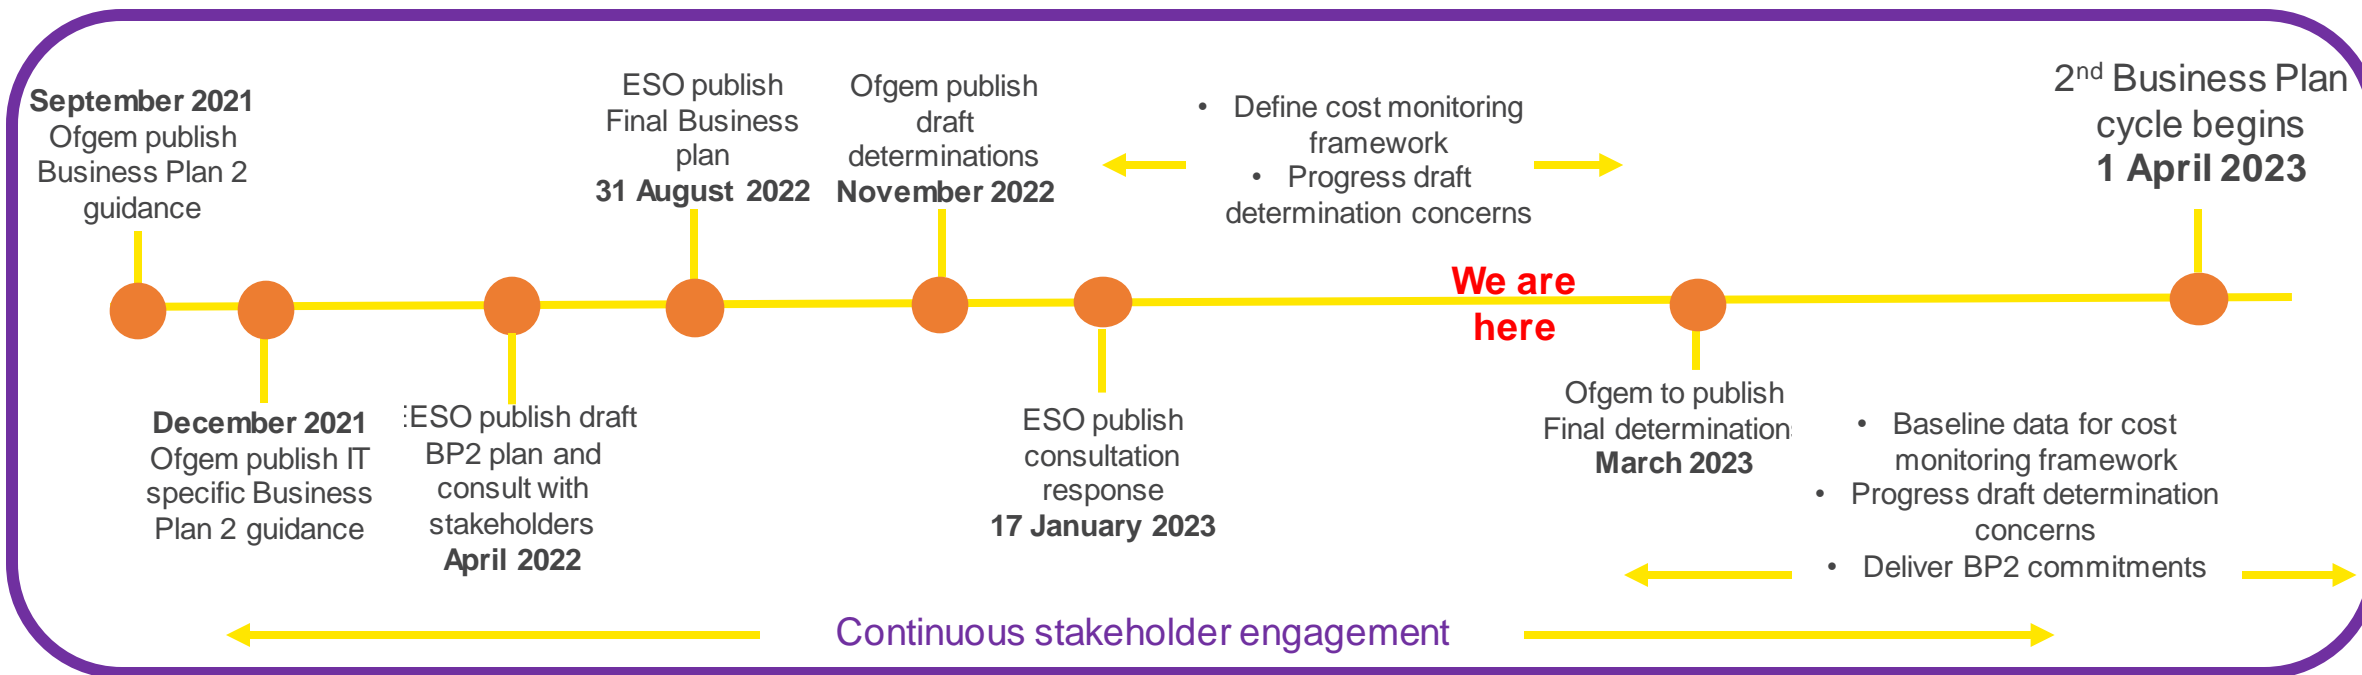 September 2021
Ofgem publish
Business Plan 2
guidance
December 2021
Ofgem publish IT
specific Business
Plan 2 guidance
ESO publish draft
BP2 plan and
consult with
stakeholders
April 2022
ESO publish
Final Business
plan
31 August 2022
Ofgem publish
draft
determinations
November 2022
ESO publish
consultation
response
17 January 2023
• Define cost monitoring
framework
• Progress draft
determination concerns
We are
here
Ofgem to publish
Final determination
March 2023
• Baseline data for cost
monitoring framework
• Progress draft determination
concerns
• Deliver BP2 commitments
2nd Business Plan
cycle begins
1 April 2023
Continuous stakeholder engagement